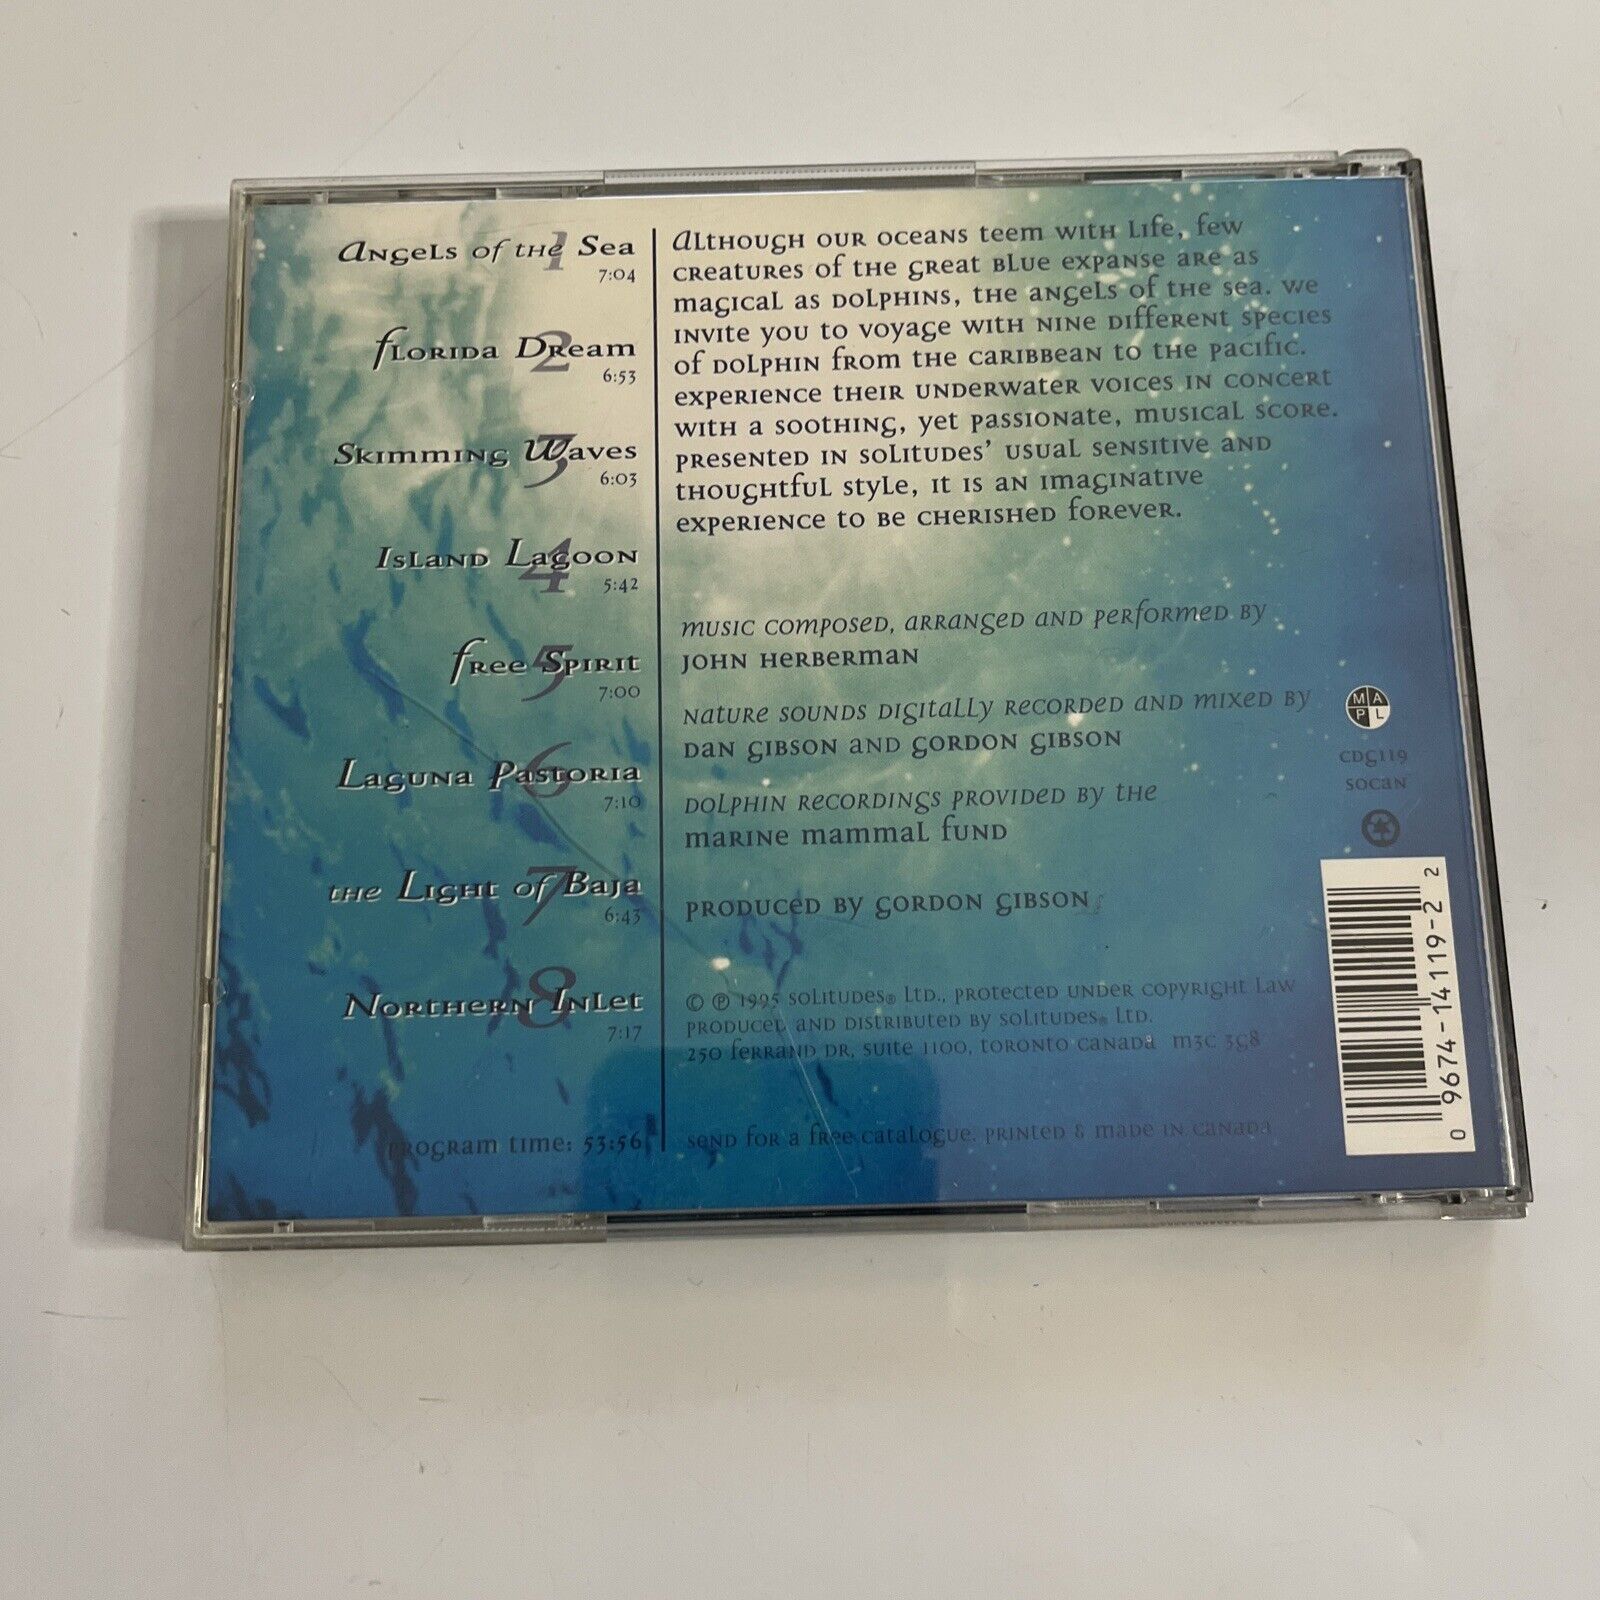 1
Angels of the Sea
7:04
2
Florida Dream
6:53
3
Skimming Waves
6:03
4
Island Lagoon
5:42
5
Free Spirit
7:00
6
Laguna Pastoria
7:10
7
the Light of Baja
6:43
8
Northern Inlet
7:17
program time: 53:56
although our oceans teem with life, few
creatures of the great blue expanse are as
magical as dolphins, the angels of the sea. we
invite you to voyage with nine different species
of dolphin from the caribbean to the pacific.
experience their underwater voices in concert
with a soothing, yet passionate, musical score.
presented in solitudes' usual sensitive and
thoughtful style, it is an imaginative
experience to be cherished forever.
music composed, arranged and performed by
john herberman
nature sounds digitally recorded and mixed by
dan gibson and gordon gibson
dolphin recordings provided by the
marine mammal fund
produced by gordon gibson
© ℗ 1995 solitudes® Ltd., protected under copyright law
produced and distributed by solitudes® Ltd.
250 ferrand dr, suite 1100, toronto canada m3c 3g8
send for a free catalogue. printed & made in canada
M A
P L
CDG119
SOCAN
0 9674-14119-2 2